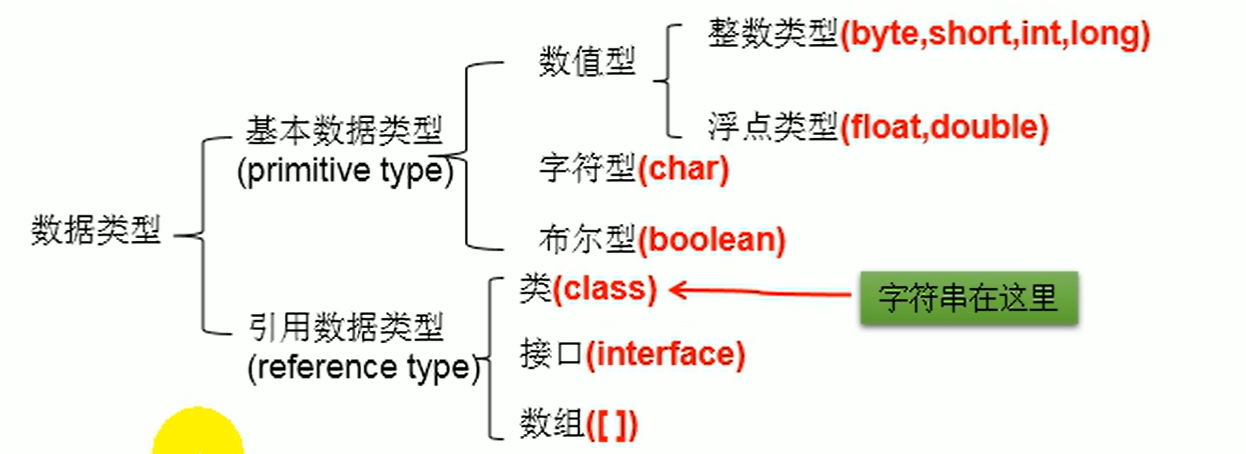 整数类型(byte,short,int,long)
数值型
浮点类型(float,double)
基本数据类型
(primitive type)
字符型(char)
布尔型(boolean)
数据类型
类(class)
字符串在这里
引用数据类型
(reference type)
接口(interface)
数组([ ])